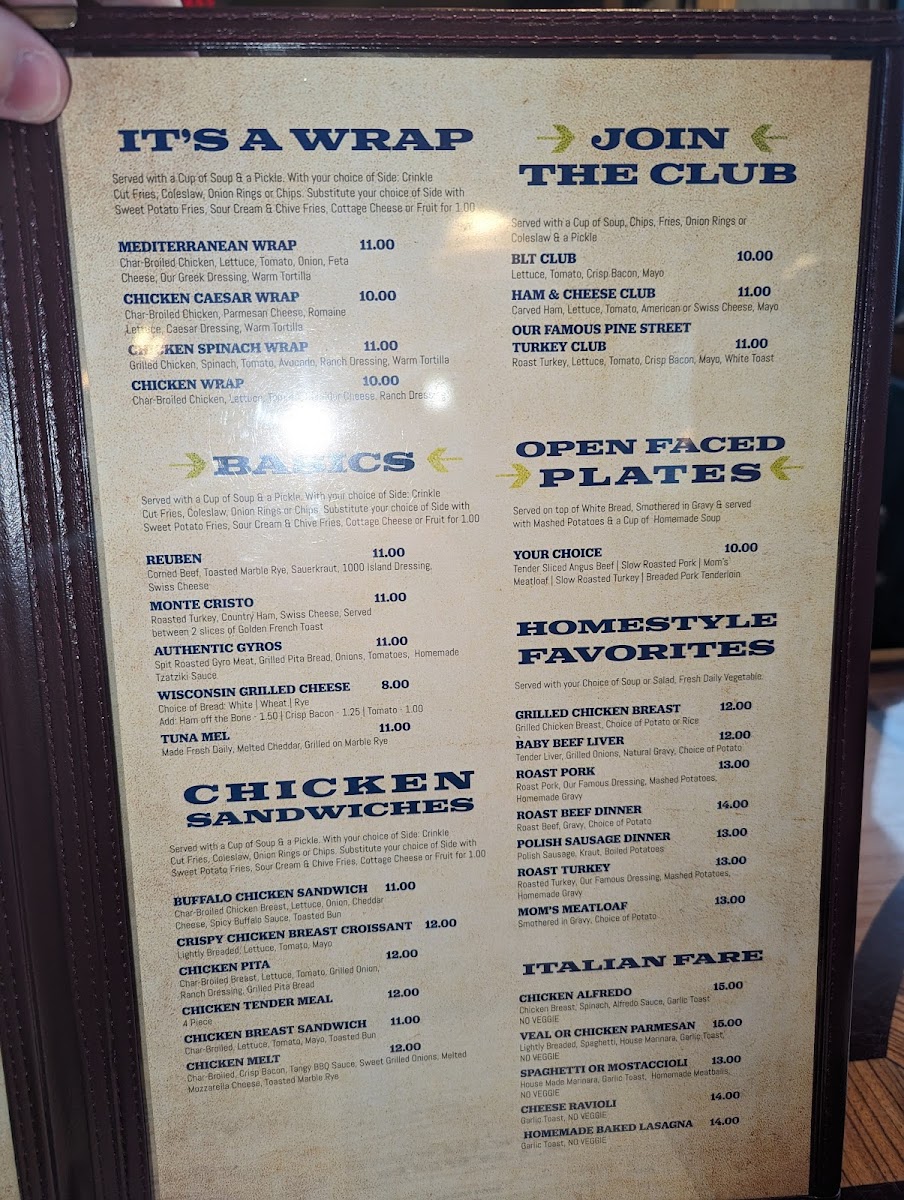 IT'S A WRAP
Served with a Cup of Soup & a Pickle. With your choice of Side: Crinkle
Cut Fries, Coleslaw, Onion Rings or Chips. Substitute your choice of Side with
Sweet Potato Fries, Sour Cream & Chive Fries, Cottage Cheese or Fruit for 1.00
MEDITERRANEAN WRAP 11.00
Char-Broiled Chicken, Lettuce, Tomato, Onion, Feta
Cheese, Our Greek Dressing, Warm Tortilla
CHICKEN CAESAR WRAP 10.00
Char-Broiled Chicken, Parmesan Cheese, Romaine
Lettuce, Caesar Dressing, Warm Tortilla
CHICKEN SPINACH WRAP 11.00
Grilled Chicken, Spinach, Tomato, Avocado, Ranch Dressing, Warm Tortilla
CHICKEN WRAP 10.00
Char-Broiled Chicken, Lettuce, Cheese, Ranch Dressing
BASICS
Served with a Cup of Soup & a Pickle. With your choice of Side: Crinkle
Cut Fries, Coleslaw, Onion Rings or Chips. Substitute your choice of Side with
Sweet Potato Fries, Sour Cream & Chive Fries, Cottage Cheese or Fruit for 1.00
REUBEN 11.00
Corned Beef, Toasted Marble Rye, Sauerkraut, 1000 Island Dressing,
Swiss Cheese
MONTE CRISTO 11.00
Roasted Turkey, Country Ham, Swiss Cheese, Served
between 2 slices of Golden French Toast
AUTHENTIC GYROS 11.00
Spit Roasted Gyro Meat, Grilled Pita Bread, Onions, Tomatoes, Homemade
Tzatziki Sauce
WISCONSIN GRILLED CHEESE 8.00
Choice of Bread: White | Wheat | Rye
Add: Ham off the Bone - 1.50 | Crisp Bacon - 1.25 | Tomato - 1.00
TUNA MEL 11.00
Made Fresh Daily, Melted Cheddar, Grilled on Marble Rye
CHICKEN
SANDWICHES
Served with a Cup of Soup & a Pickle. With your choice of Side: Crinkle
Cut Fries, Coleslaw, Onion Rings or Chips. Substitute your choice of Side with
Sweet Potato Fries, Sour Cream & Chive Fries, Cottage Cheese or Fruit for 1.00
BUFFALO CHICKEN SANDWICH 11.00
Char-Broiled Chicken Breast, Lettuce, Onion, Cheddar
Cheese, Spicy Buffalo Sauce, Toasted Bun
CRISPY CHICKEN BREAST CROISSANT 12.00
Lightly Breaded, Lettuce, Tomato, Mayo
CHICKEN PITA 12.00
Char-Broiled Breast, Lettuce, Tomato, Grilled Onion,
Ranch Dressing, Grilled Pita Bread
CHICKEN TENDER MEAL 12.00
4 Piece
CHICKEN BREAST SANDWICH 11.00
Char-Broiled, Lettuce, Tomato, Mayo, Toasted Bun
CHICKEN MELT 12.00
Char-Broiled, Crisp Bacon, Tangy BBQ Sauce, Sweet Grilled Onions, Melted
Mozzarella Cheese, Toasted Marble Rye
JOIN
THE CLUB
Served with a Cup of Soup, Chips, Fries, Onion Rings or
Coleslaw & a Pickle
BLT CLUB 10.00
Lettuce, Tomato, Crisp Bacon, Mayo
HAM & CHEESE CLUB 11.00
Carved Ham, Lettuce, Tomato, American or Swiss Cheese, Mayo
OUR FAMOUS PINE STREET
TURKEY CLUB 11.00
Roast Turkey, Lettuce, Tomato, Crisp Bacon, Mayo, White Toast
OPEN FACED
PLATES
Served on top of White Bread, Smothered in Gravy & served
with Mashed Potatoes & a Cup of Homemade Soup
YOUR CHOICE 10.00
Tender Sliced Angus Beef | Slow Roasted Pork | Mom's
Meatloaf | Slow Roasted Turkey | Breaded Pork Tenderloin
HOMESTYLE
FAVORITES
Served with your Choice of Soup or Salad, Fresh Daily Vegetable.
GRILLED CHICKEN BREAST 12.00
Grilled Chicken Breast, Choice of Potato or Rice
BABY BEEF LIVER 12.00
Tender Liver, Grilled Onions, Natural Gravy, Choice of Potato
ROAST PORK 13.00
Roast Pork, Our Famous Dressing, Mashed Potatoes,
Homemade Gravy
ROAST BEEF DINNER 14.00
Roast Beef, Gravy, Choice of Potato
POLISH SAUSAGE DINNER 13.00
Polish Sausage, Kraut, Boiled Potatoes
ROAST TURKEY 13.00
Roasted Turkey, Our Famous Dressing, Mashed Potatoes,
Homemade Gravy
MOM'S MEATLOAF 13.00
Smothered in Gravy, Choice of Potato
ITALIAN FARE
CHICKEN ALFREDO 15.00
Chicken Breast, Spinach, Alfredo Sauce, Garlic Toast
NO VEGGIE
VEAL OR CHICKEN PARMESAN 15.00
Lightly Breaded, Spaghetti, House Marinara, Garlic Toast,
NO VEGGIE
SPAGHETTI OR MOSTACCIOLI 13.00
House Made Marinara, Garlic Toast, Homemade Meatballs,
NO VEGGIE
CHEESE RAVIOLI 14.00
Garlic Toast, NO VEGGIE
HOMEMADE BAKED LASAGNA 14.00
Garlic Toast, NO VEGGIE